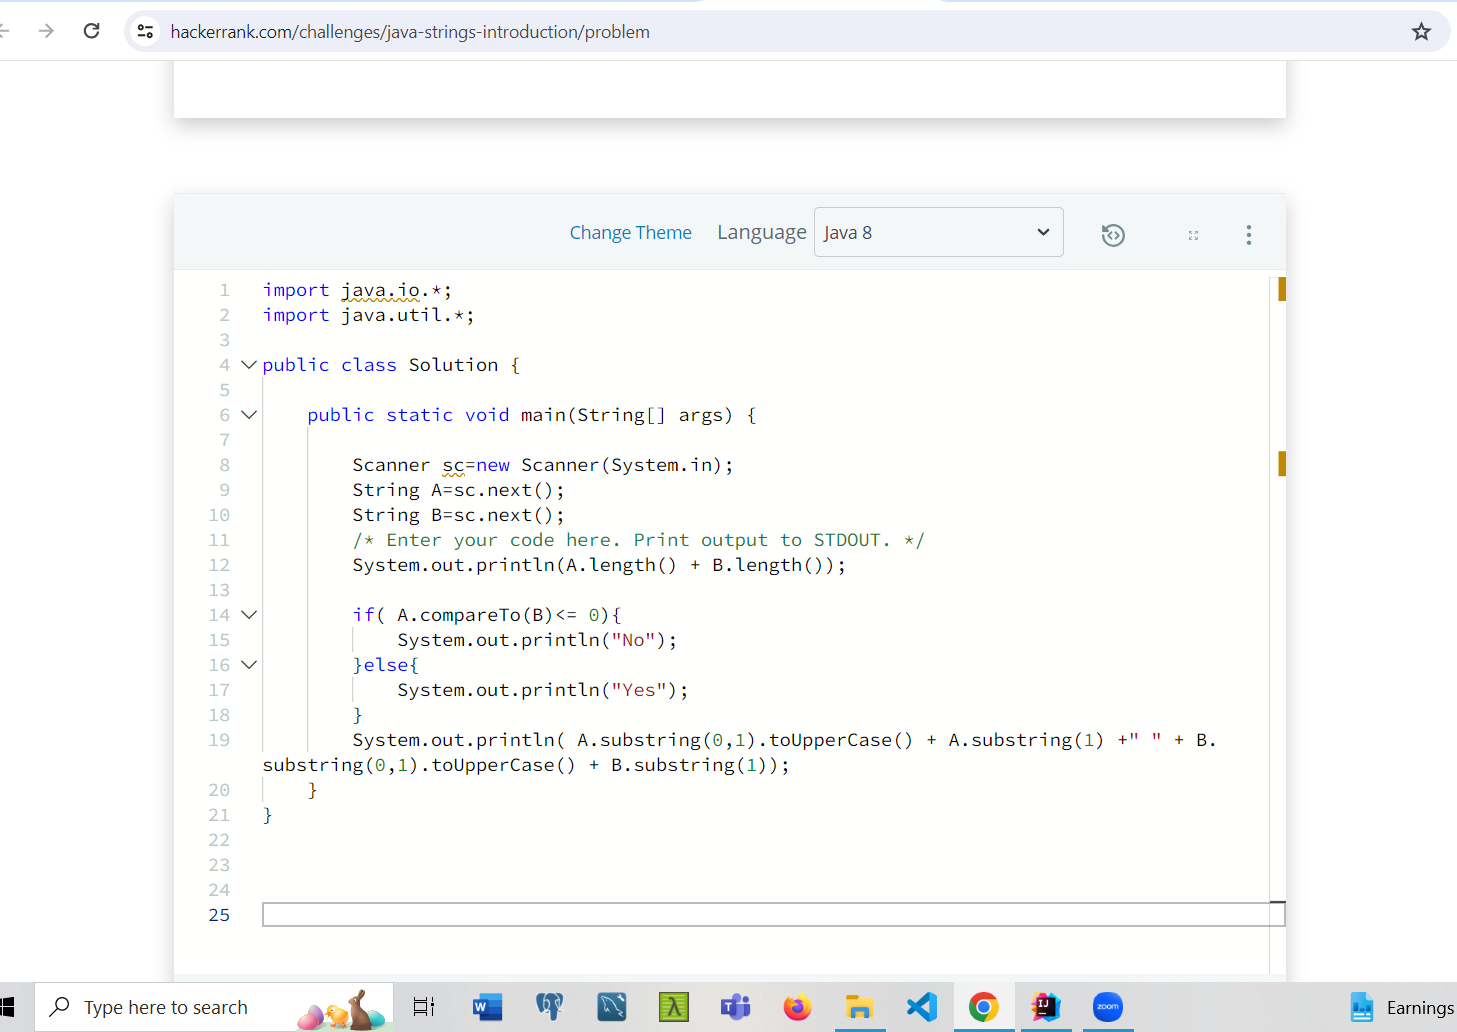 hackerrank.com/challenges/java-strings-introduction/problem
Change Theme Language Java 8
1 import java.io.*;
2 import java.util.*;
3
4 public class Solution {
5
6 public static void main(String[] args) {
7
8 Scanner sc=new Scanner(System.in);
9 String A=sc.next();
10 String B=sc.next();
11 /* Enter your code here. Print output to STDOUT. */
12 System.out.println(A.length() + B.length());
13
14 if( A.compareTo(B)<= 0){
15 System.out.println("No");
16 }else{
17 System.out.println("Yes");
18 }
19 System.out.println( A.substring(0,1).toUpperCase() + A.substring(1) +" " + B.
substring(0,1).toUpperCase() + B.substring(1));
20 }
21 }
22
23
24
25
Type here to search W λ T IJ zoom Earnings